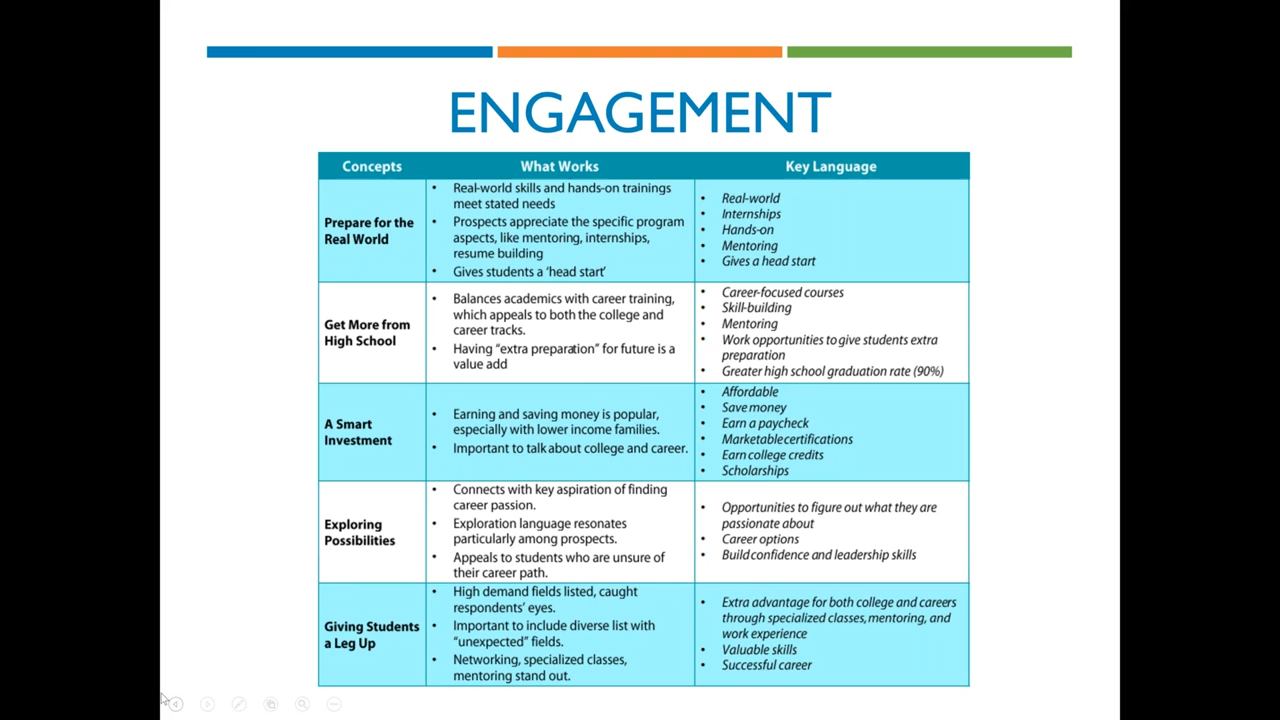 ENGAGEMENT
Concepts
What Works
Key Language
Prepare for the
Real World
• Real-world skills and hands-on trainings
meet stated needs
• Prospects appreciate the specific program
aspects, like mentoring, internships,
resume building
• Gives students a 'head start'
• Real-world
• Internships
• Hands-on
• Mentoring
• Gives a head start
Get More from
High School
• Balances academics with career training,
which appeals to both the college and
career tracks.
• Having “extra preparation” for future is a
value add
• Career-focused courses
• Skill-building
• Mentoring
• Work opportunities to give students extra
preparation
• Greater high school graduation rate (90%)
A Smart
Investment
• Earning and saving money is popular,
especially with lower income families.
• Important to talk about college and career.
• Affordable
• Save money
• Earn a paycheck
• Marketable certifications
• Earn college credits
• Scholarships
Exploring
Possibilities
• Connects with key aspiration of finding
career passion.
• Exploration language resonates
particularly among prospects.
• Appeals to students who are unsure of
their career path.
• Opportunities to figure out what they are
passionate about
• Career options
• Build confidence and leadership skills
Giving Students
a Leg Up
• High demand fields listed, caught
respondents’ eyes.
• Important to include diverse list with
“unexpected” fields.
• Networking, specialized classes,
mentoring stand out.
• Extra advantage for both college and careers
through specialized classes, mentoring, and
work experience
• Valuable skills
• Successful career